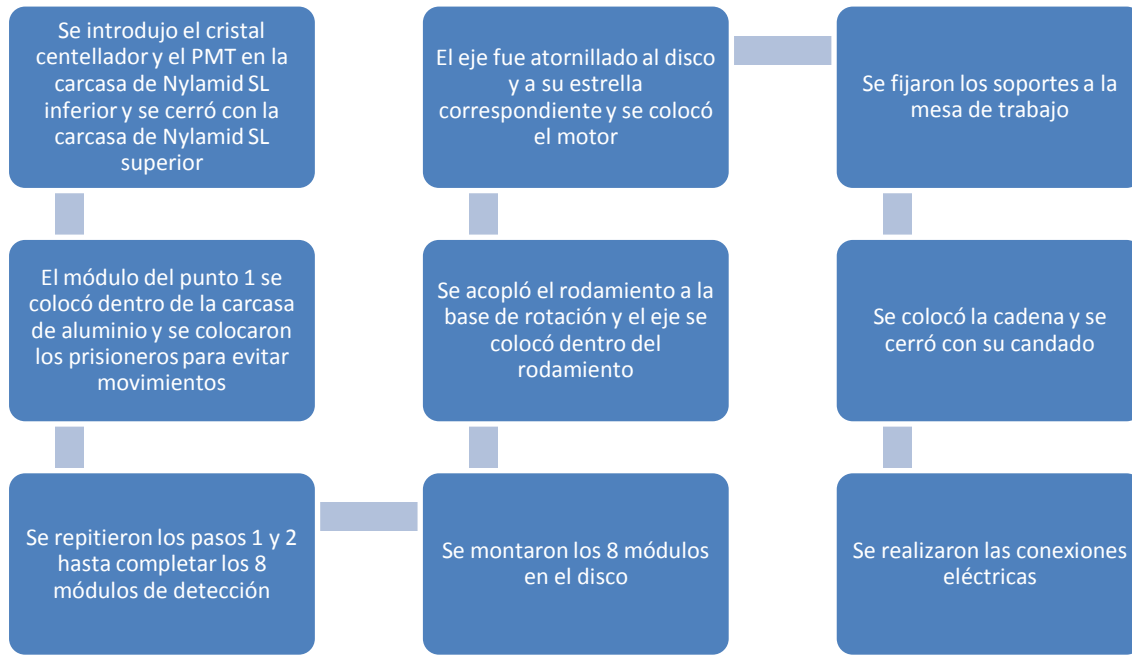 Se introdujo el cristal
centellador y el PMT en la
carcasa de Nylamid SL
inferior y se cerró con la
carcasa de Nylamid SL
superior
El módulo del punto 1 se
colocó dentro de la carcasa
de aluminio y se colocaron
los prisioneros para evitar
movimientos
Se repitieron los pasos 1 y 2
hasta completar los 8
módulos de detección
Se montaron los 8 módulos
en el disco
Se acopló el rodamiento a la
base de rotación y el eje se
colocó dentro del
rodamiento
El eje fue atornillado al disco
y a su estrella
correspondiente y se colocó
el motor
Se fijaron los soportes a la
mesa de trabajo
Se colocó la cadena y se
cerró con su candado
Se realizaron las conexiones
eléctricas